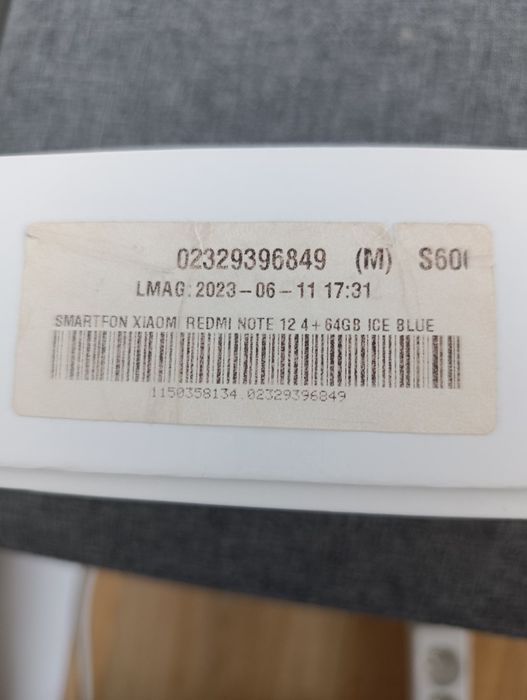 02329396849 (M) S60
LMAG: 2023-06-11 17:31
SMARTFON XIAOMI REDMI NOTE 12 4+64GB ICE BLUE
1150358134.02329396849